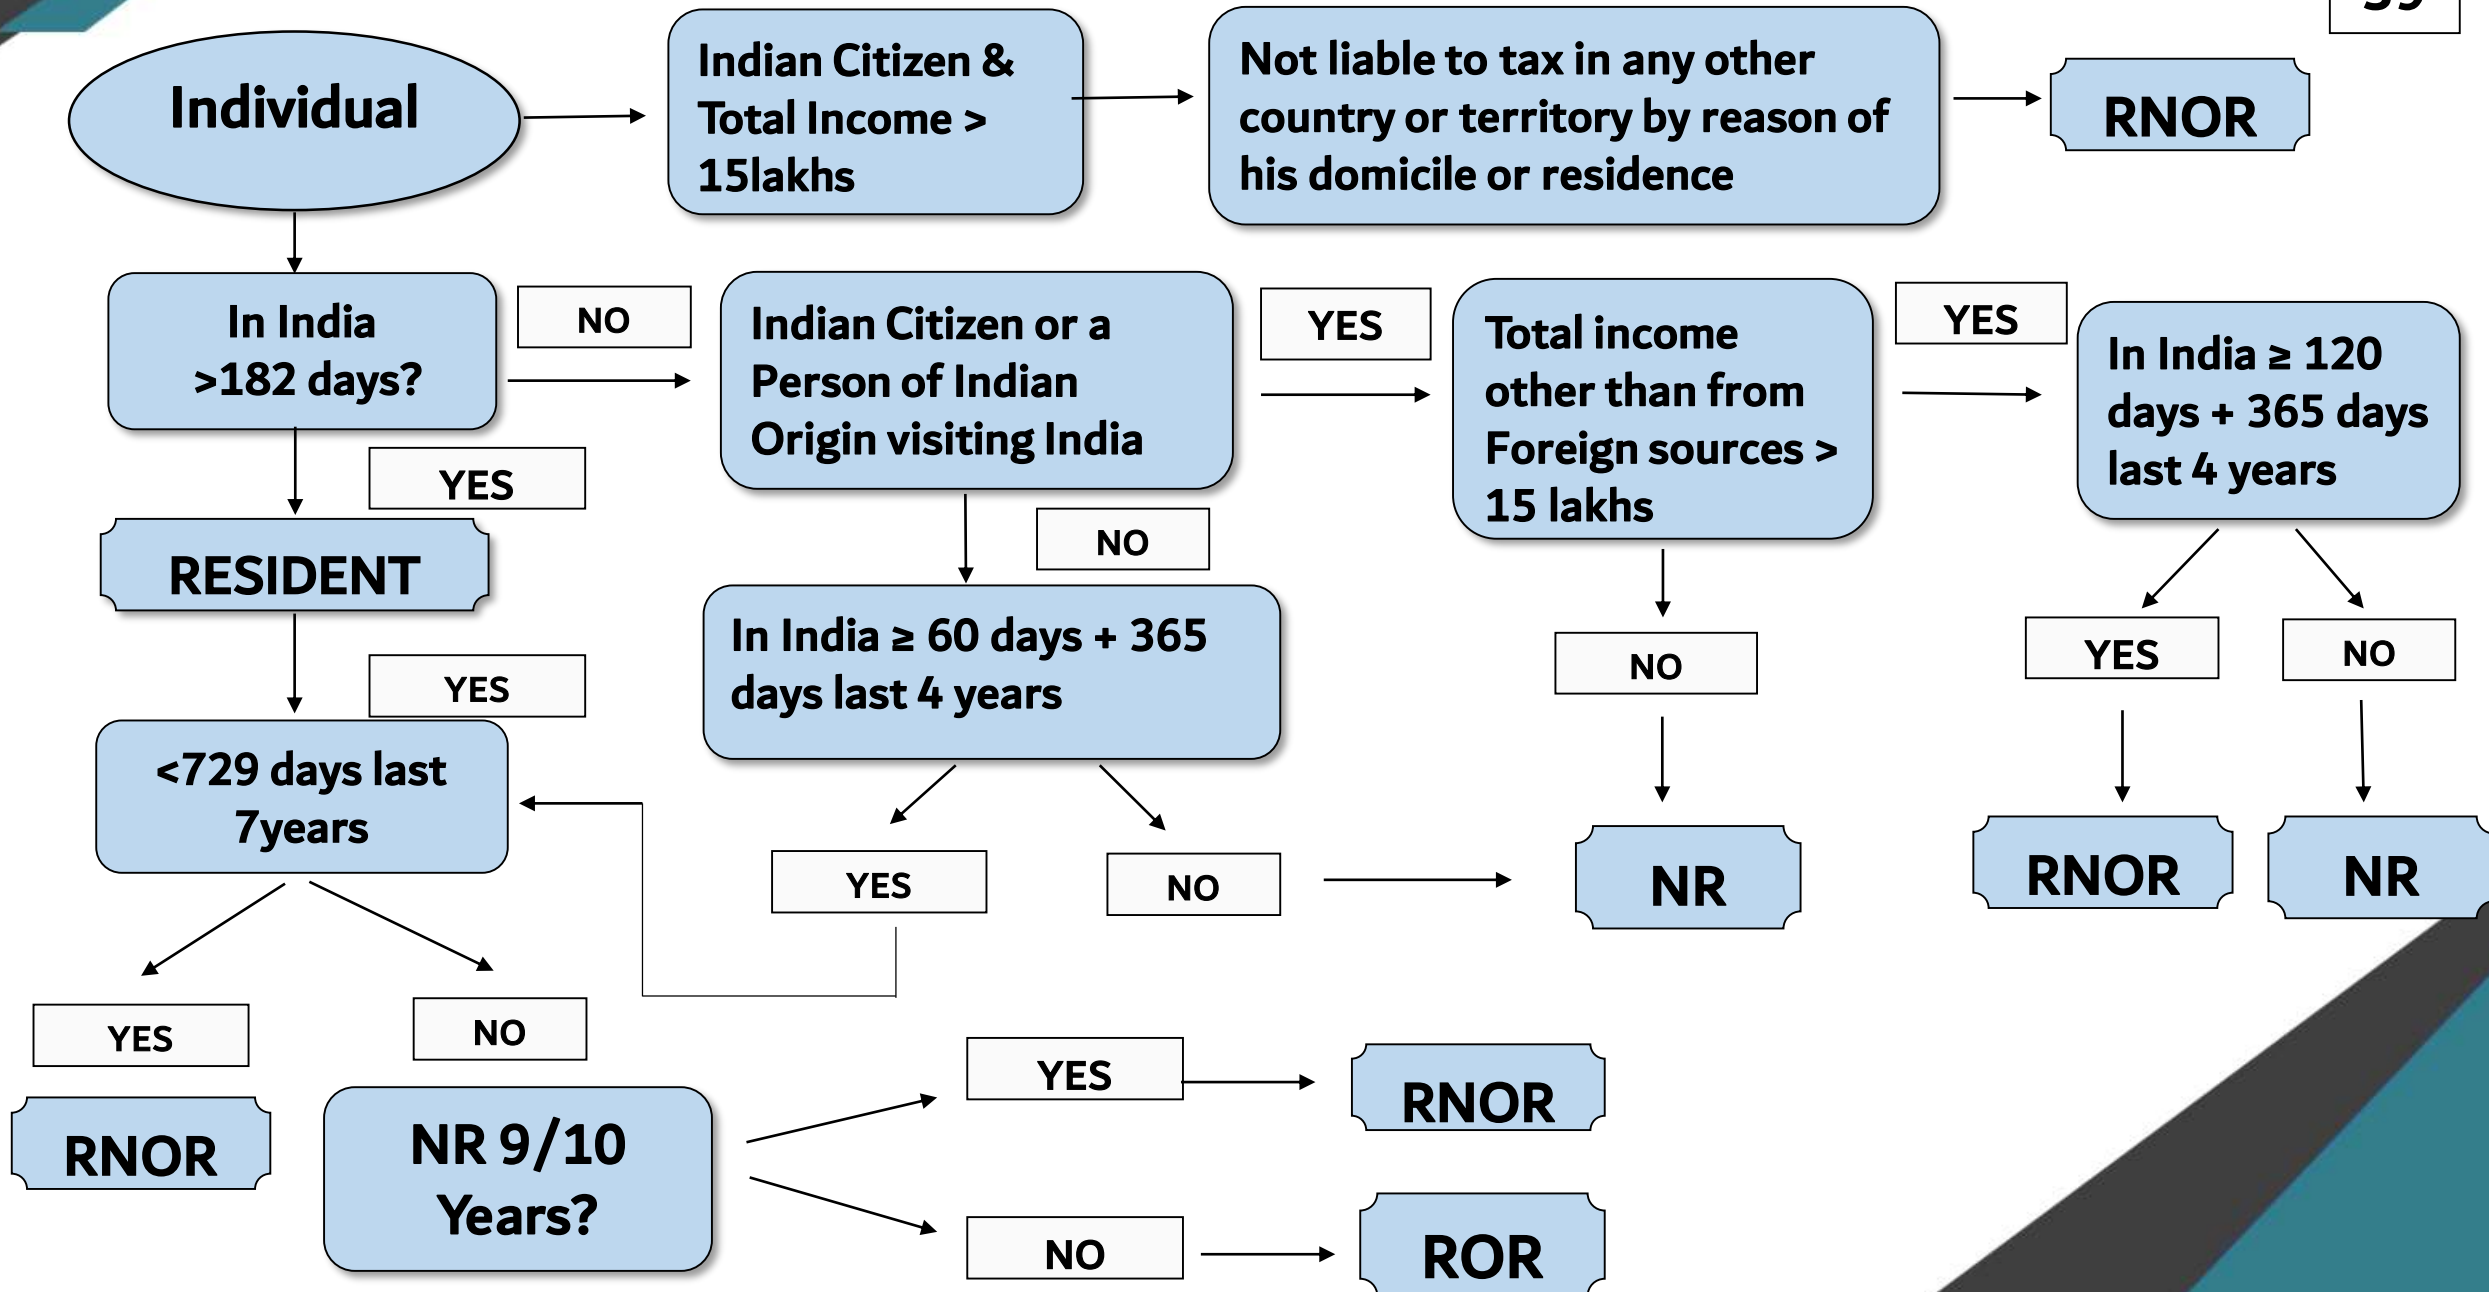 Individual
Indian Citizen &
Total Income >
15lakhs
Not liable to tax in any other
country or territory by reason of
his domicile or residence
RNOR
In India
>182 days?
NO
Indian Citizen or a
Person of Indian
Origin visiting India
YES
Total income
other than from
Foreign sources >
15 lakhs
YES
In India ≥ 120
days + 365 days
last 4 years
YES
RESIDENT
NO
In India ≥ 60 days + 365
days last 4 years
NO
YES
NO
YES
<729 days last
7years
YES
NO
NR
RNOR
NR
YES
NO
RNOR
NR 9/10
Years?
YES
RNOR
NO
ROR